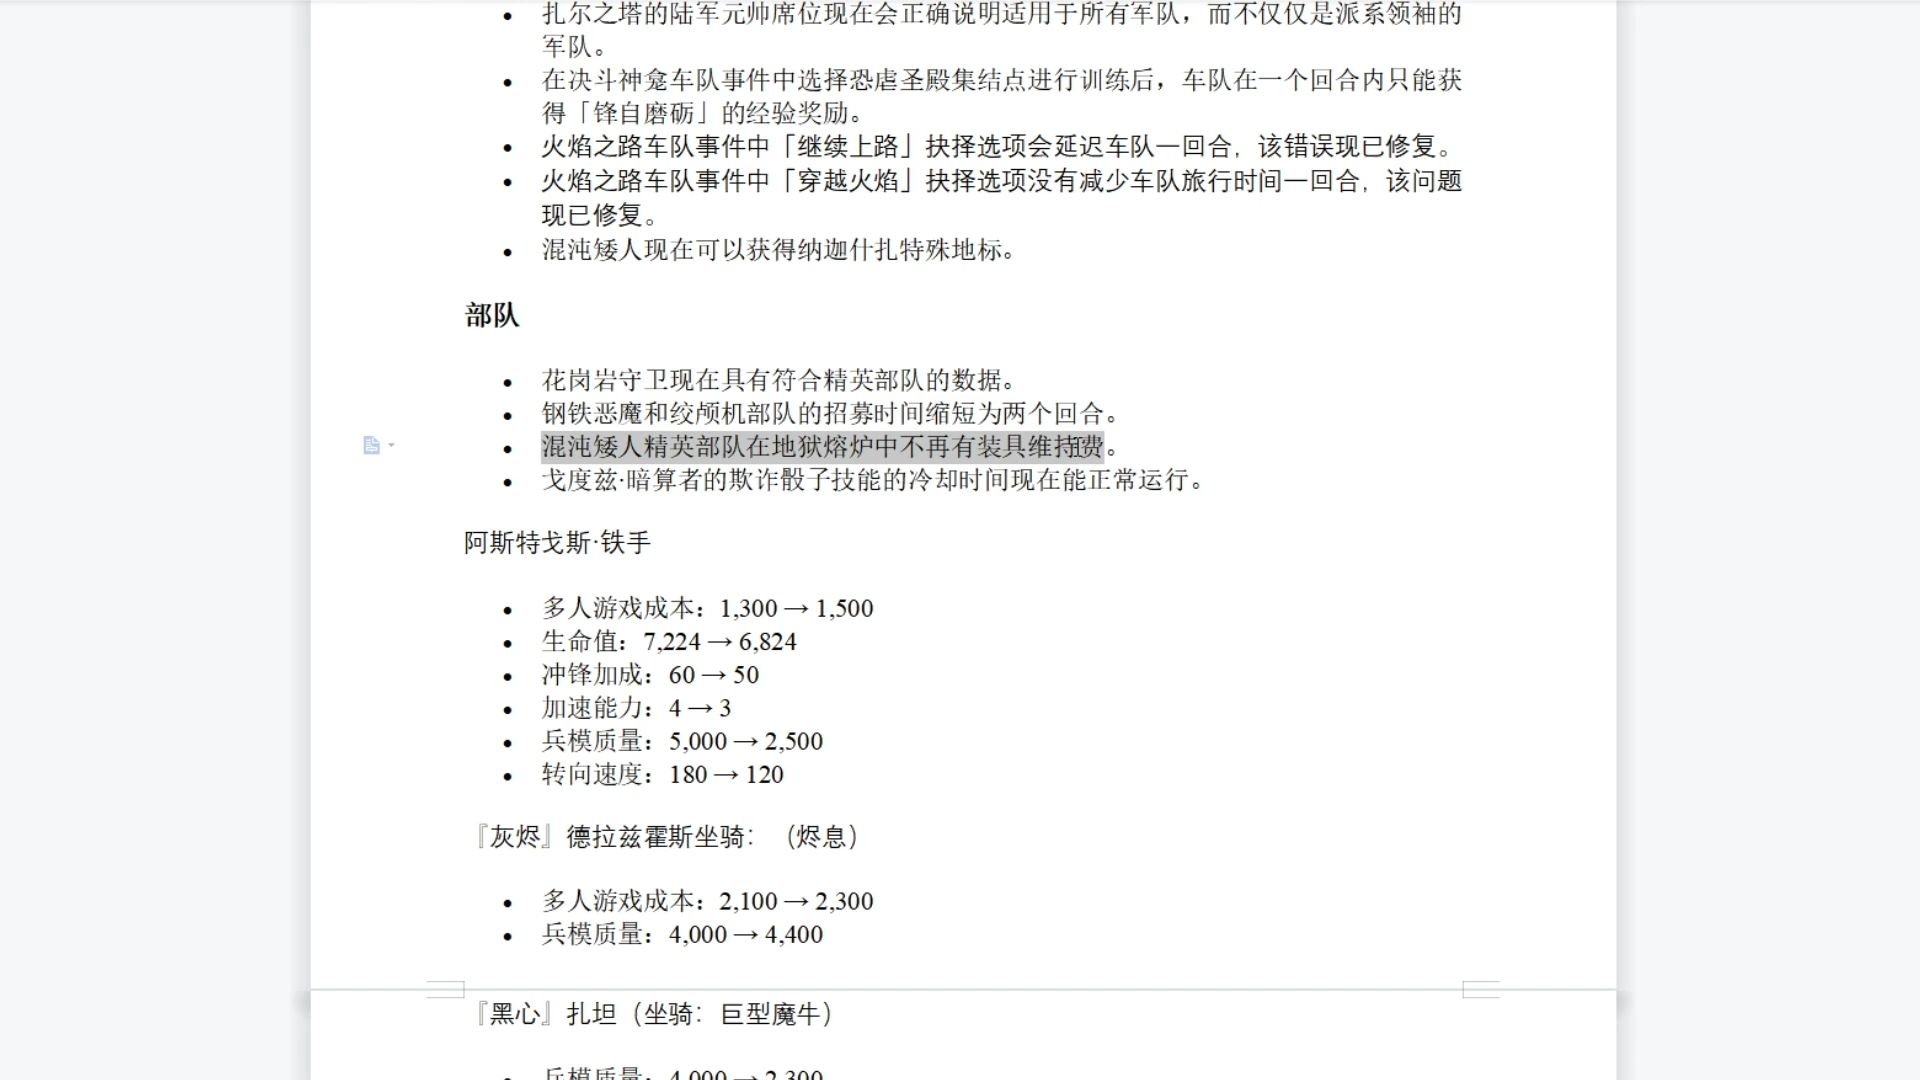 扎尔之塔的陆军元帅席位现在会正确说明适用于所有军队，而不仅仅是派系领袖的
军队。
在决斗神龛车队事件中选择恐虐圣殿集结点进行训练后，车队在一个回合内只能获
得「锋自磨砺」的经验奖励。
火焰之路车队事件中「继续上路」抉择选项会延迟车队一回合，该错误现已修复。
火焰之路车队事件中「穿越火焰」抉择选项没有减少车队旅行时间一回合，该问题
现已修复。
混沌矮人现在可以获得纳迦什扎特殊地标。
部队
花岗岩守卫现在具有符合精英部队的数据。
钢铁恶魔和绞颅机部队的招募时间缩短为两个回合。
混沌矮人精英部队在地狱熔炉中不再有装具维持费。
戈度兹·暗算者的欺诈骰子技能的冷却时间现在能正常运行。
阿斯特戈斯·铁手
多人游戏成本：1,300 → 1,500
生命值：7,224 → 6,824
冲锋加成：60 → 50
加速能力：4 → 3
兵模质量：5,000 → 2,500
转向速度：180 → 120
『灰烬』德拉兹霍斯坐骑：（烬息）
多人游戏成本：2,100 → 2,300
兵模质量：4,000 → 4,400
『黑心』扎坦（坐骑：巨型魔牛）
兵模质量：4,000 → 2,300